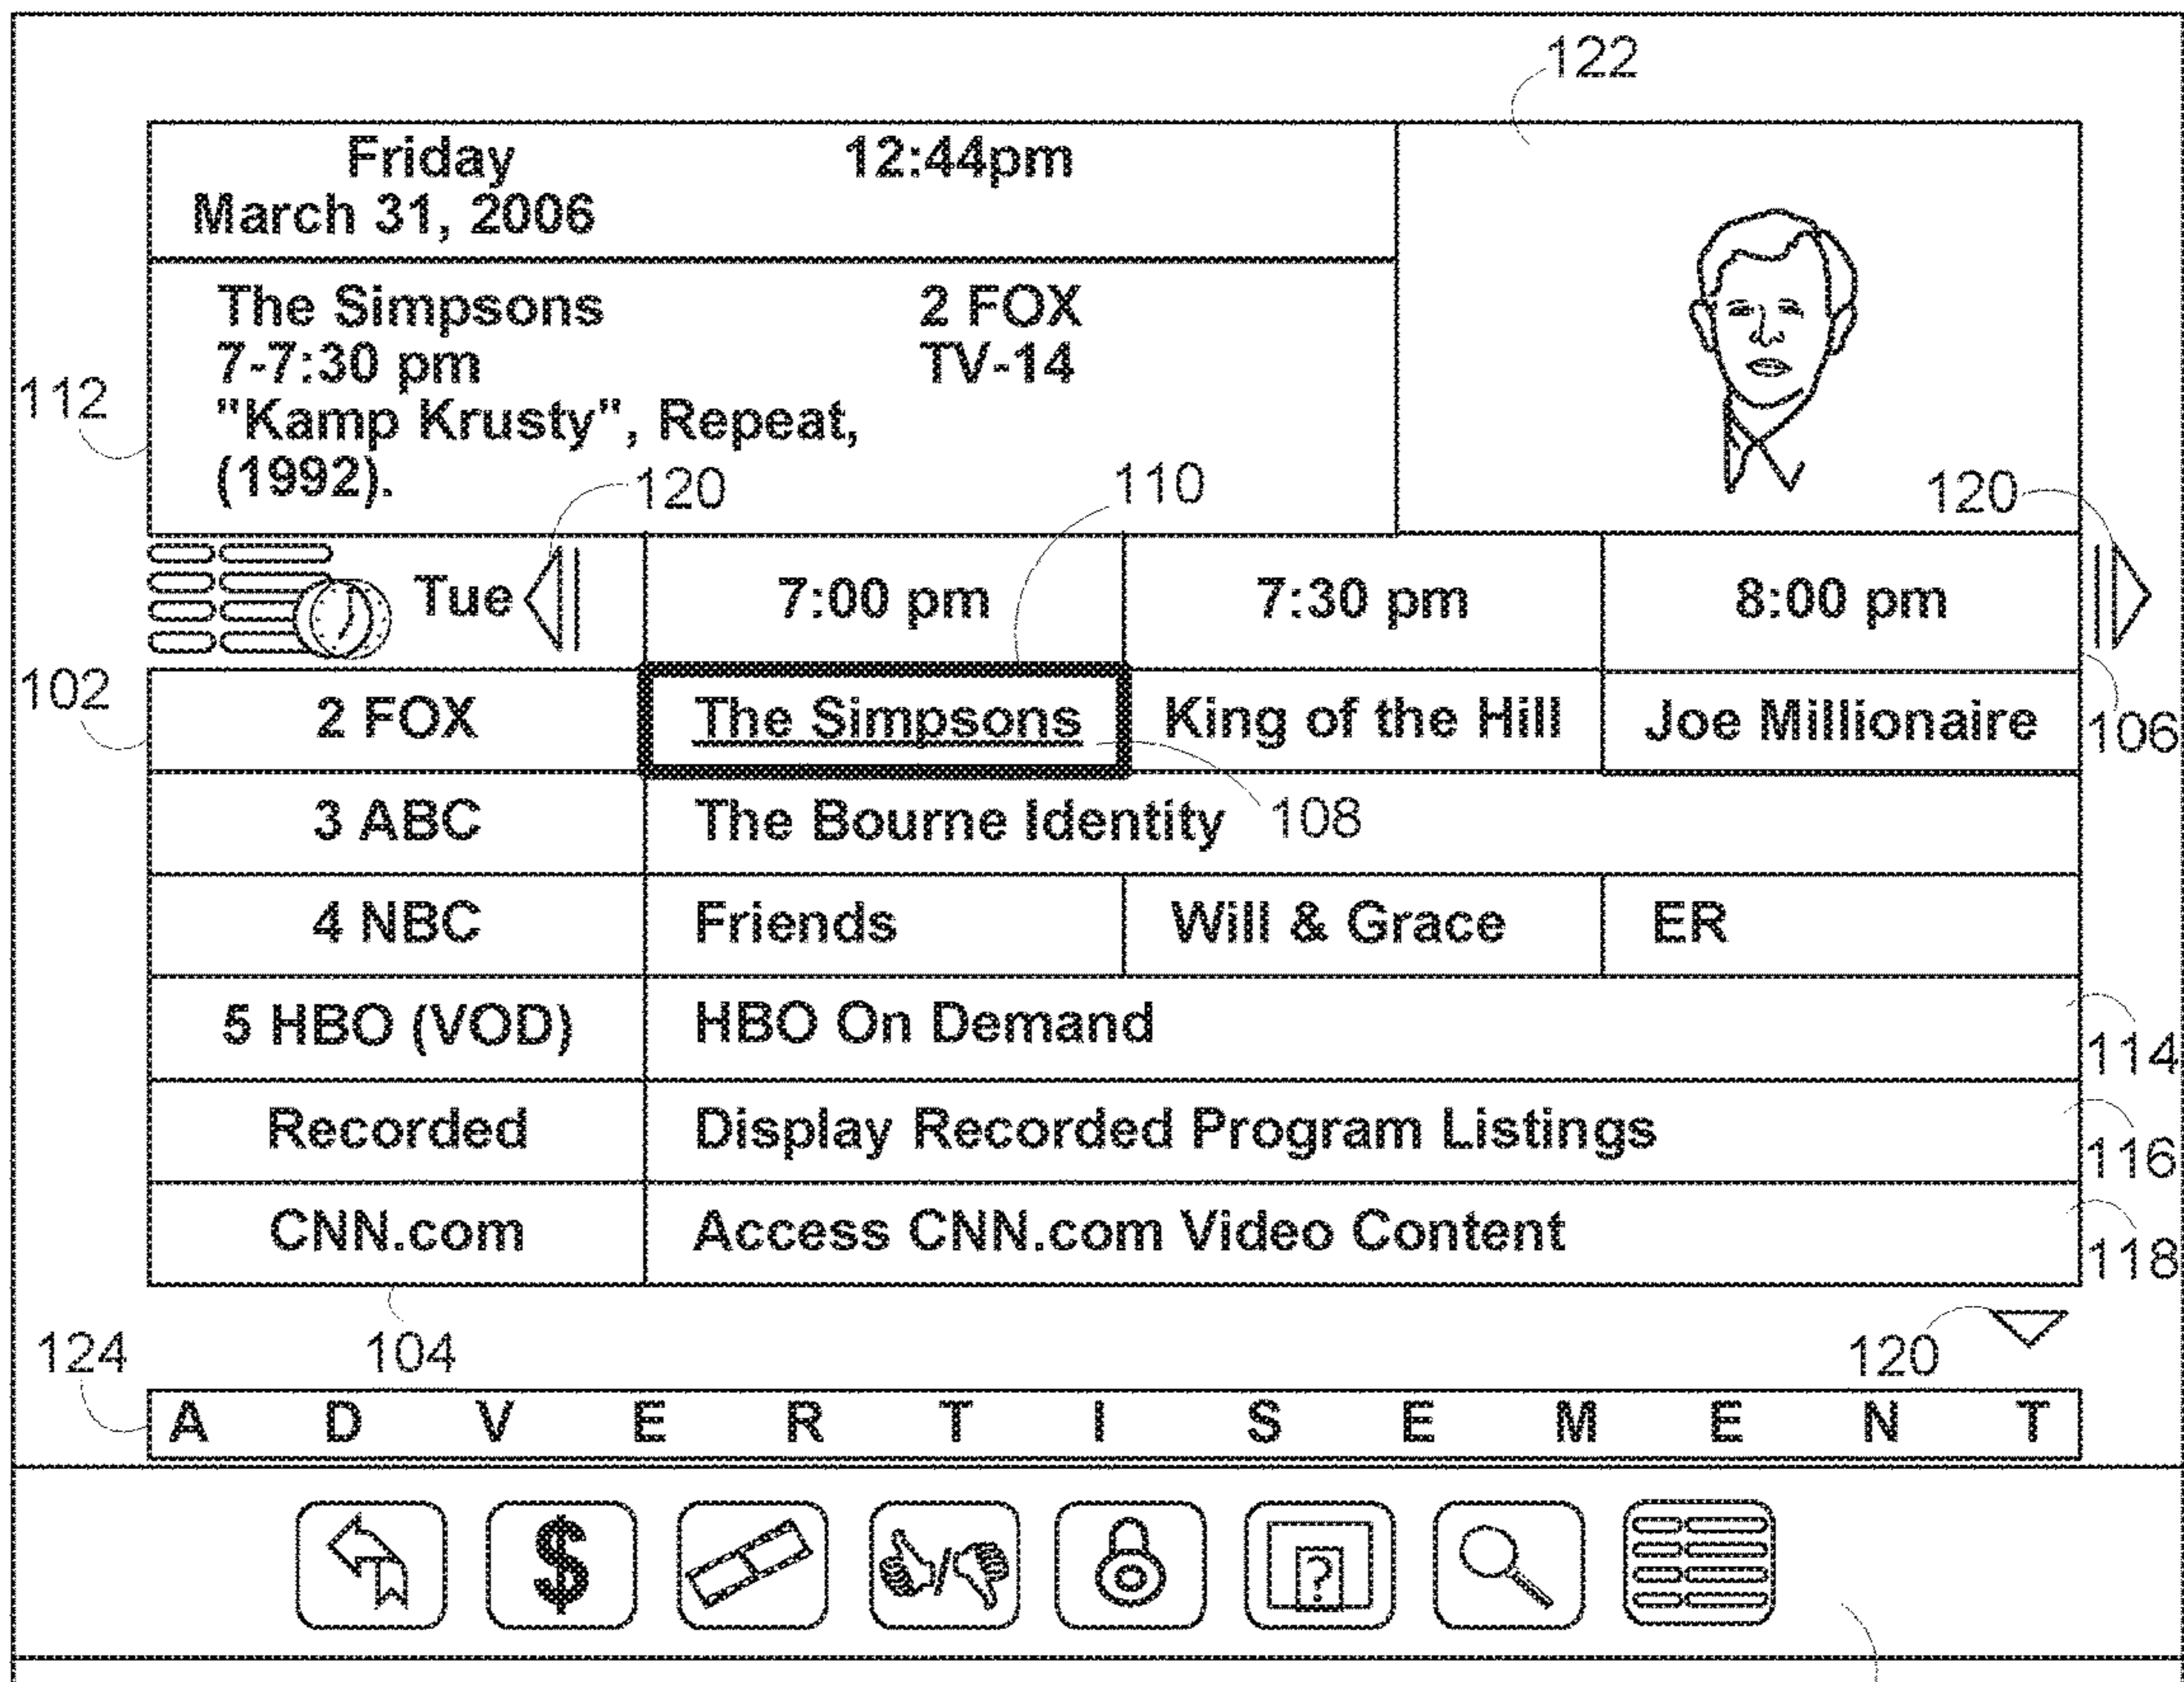 122
Friday 12:44pm
March 31, 2006
The Simpsons 2 FOX
7-7:30 pm TV-14
112
"Kamp Krusty", Repeat,
(1992).
120 110 120
Tue 7:00 pm 7:30 pm 8:00 pm
102
2 FOX The Simpsons King of the Hill Joe Millionaire
106
3 ABC The Bourne Identity 108
4 NBC Friends Will & Grace ER
5 HBO (VOD) HBO On Demand
114
Recorded Display Recorded Program Listings
116
CNN.com Access CNN.com Video Content
118
124 104 120
A D V E R T I S E M E N T
$ / ?